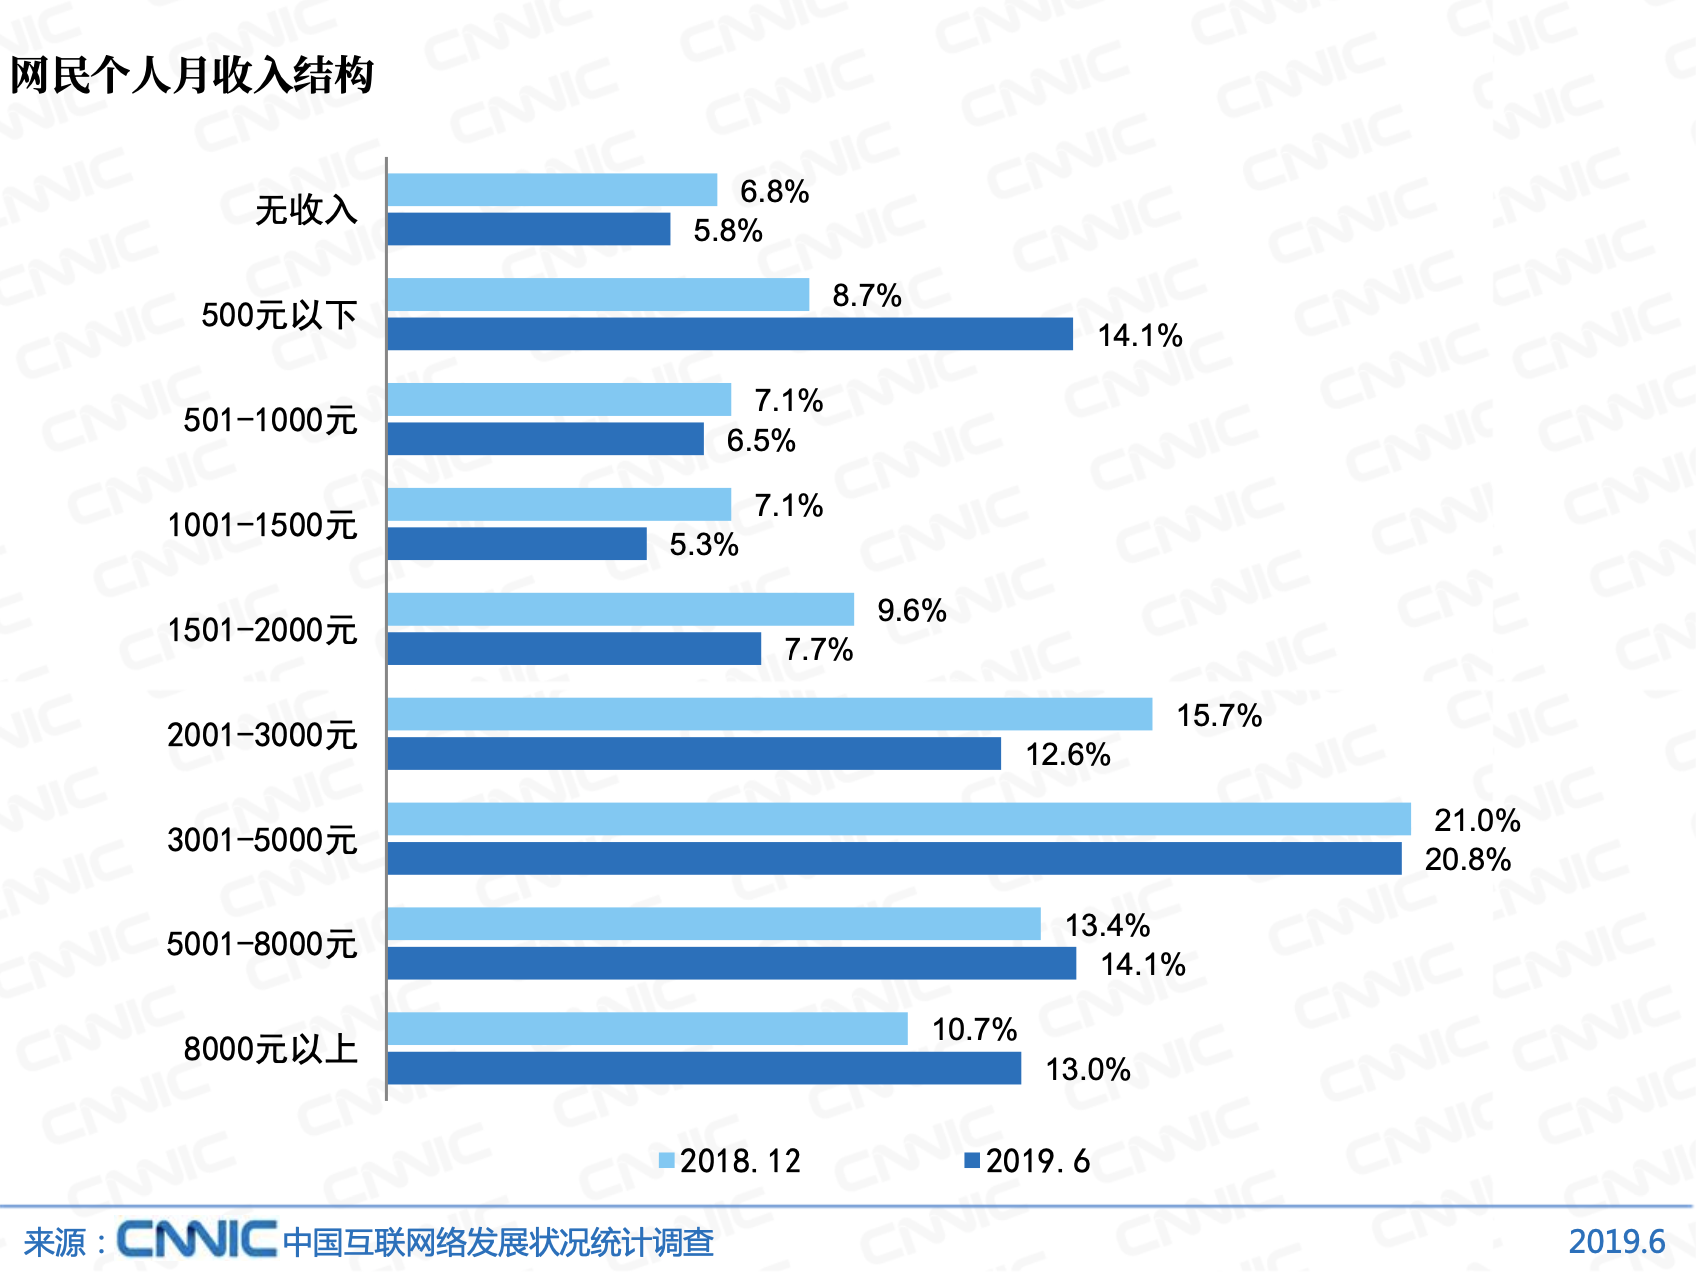 网民个人月收入结构
无收入
6.8%
5.8%
500元以下
8.7%
14.1%
501-1000元
7.1%
6.5%
1001-1500元
7.1%
5.3%
1501-2000元
9.6%
7.7%
2001-3000元
15.7%
12.6%
3001-5000元
21.0%
20.8%
5001-8000元
13.4%
14.1%
8000元以上
10.7%
13.0%
2018.12 2019.6
来源：CNNIC中国互联网络发展状况统计调查 2019.6